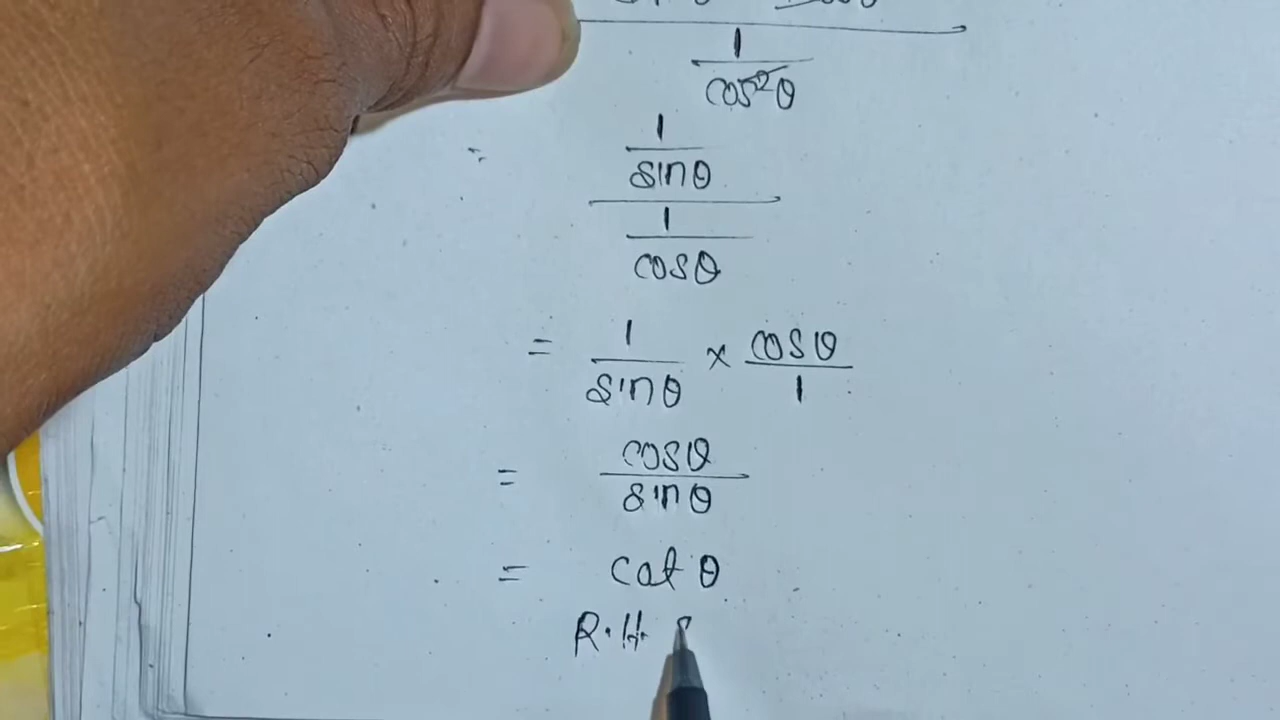 1
cos²θ
1
sinθ
1
cosθ
= 1 × cosθ
sinθ 1
= cosθ
sinθ
= cot θ
R.H.